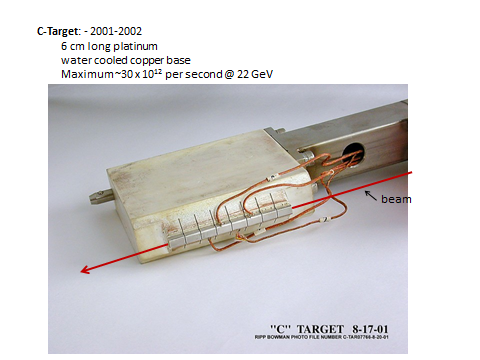 C-Target: - 2001-2002
6 cm long platinum
water cooled copper base
Maximum ~30 x 10¹² per second @ 22 GeV
beam
"C" TARGET 8-17-01
RIPP BOWMAN PHOTO FILE NUMBER C-TAR07766-8-20-01